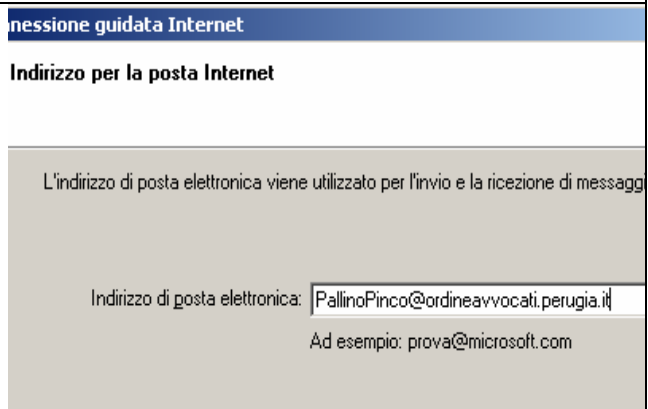 nnessione guidata Internet
Indirizzo per la posta Internet
L'indirizzo di posta elettronica viene utilizzato per l'invio e la ricezione di messaggi
Indirizzo di posta elettronica: PallinoPinco@ordineavvocati.perugia.it
Ad esempio: prova@microsoft.com